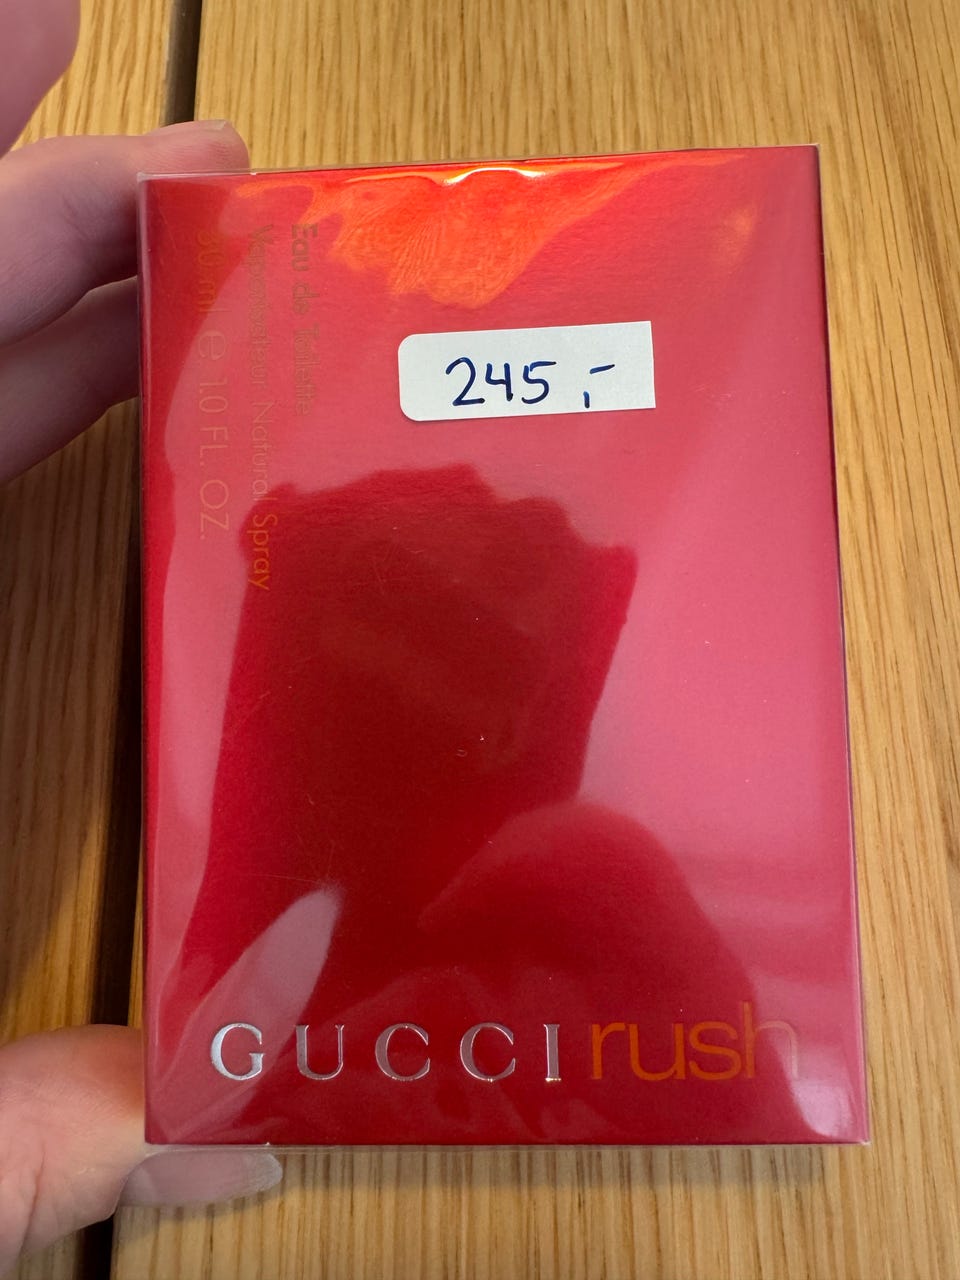 Eau de Toilette
Vaporisateur Natural Spray
30 ml e 1.0 FL. OZ.
245,-
GUCCI rush